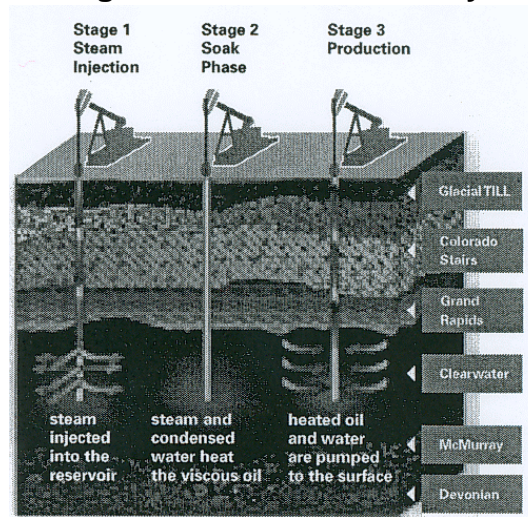 Stage 1
Steam
Injection
Stage 2
Soak
Phase
Stage 3
Production
Glacial TILL
Colorado
Stairs
Grand
Rapids
Clearwater
McMurray
Devonian
steam
injected
into the
reservoir
steam and
condensed
water heat
the viscous oil
heated oil
and water
are pumped
to the surface